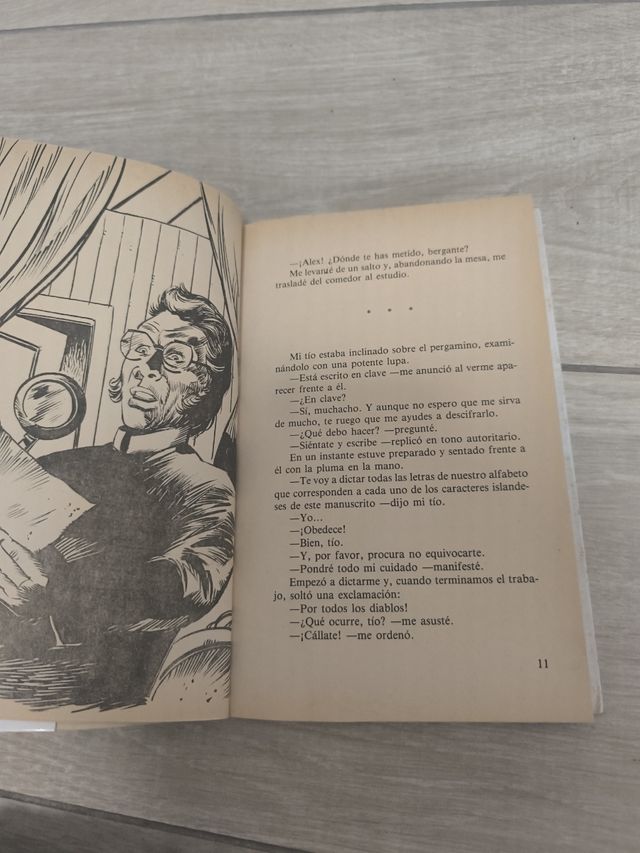 —¡Alex! ¿Dónde te has metido, bergante?
Me levanté de un salto y, abandonando la mesa, me
trasladé del comedor al estudio.
* * *
Mi tío estaba inclinado sobre el pergamino, exami-
nándolo con una potente lupa.
—Está escrito en clave —me anunció al verme apa-
recer frente a él.
—¿En clave?
—Sí, muchacho. Y aunque no espero que me sirva
de mucho, te ruego que me ayudes a descifrarlo.
—¿Qué debo hacer? —pregunté.
—Siéntate y escribe —replicó en tono autoritario.
En un instante estuve preparado y sentado frente a
él con la pluma en la mano.
—Te voy a dictar todas las letras de nuestro alfabeto
que corresponden a cada uno de los caracteres islande-
ses de este manuscrito —dijo mi tío.
—Yo...
—¡Obedece!
—Bien, tío.
—Y, por favor, procura no equivocarte.
—Pondré todo mi cuidado —manifesté.
Empezó a dictarme y, cuando terminamos el traba-
jo, soltó una exclamación:
—Por todos los diablos!
—¿Qué ocurre, tío? —me asusté.
—¡Cállate! —me ordenó.
11